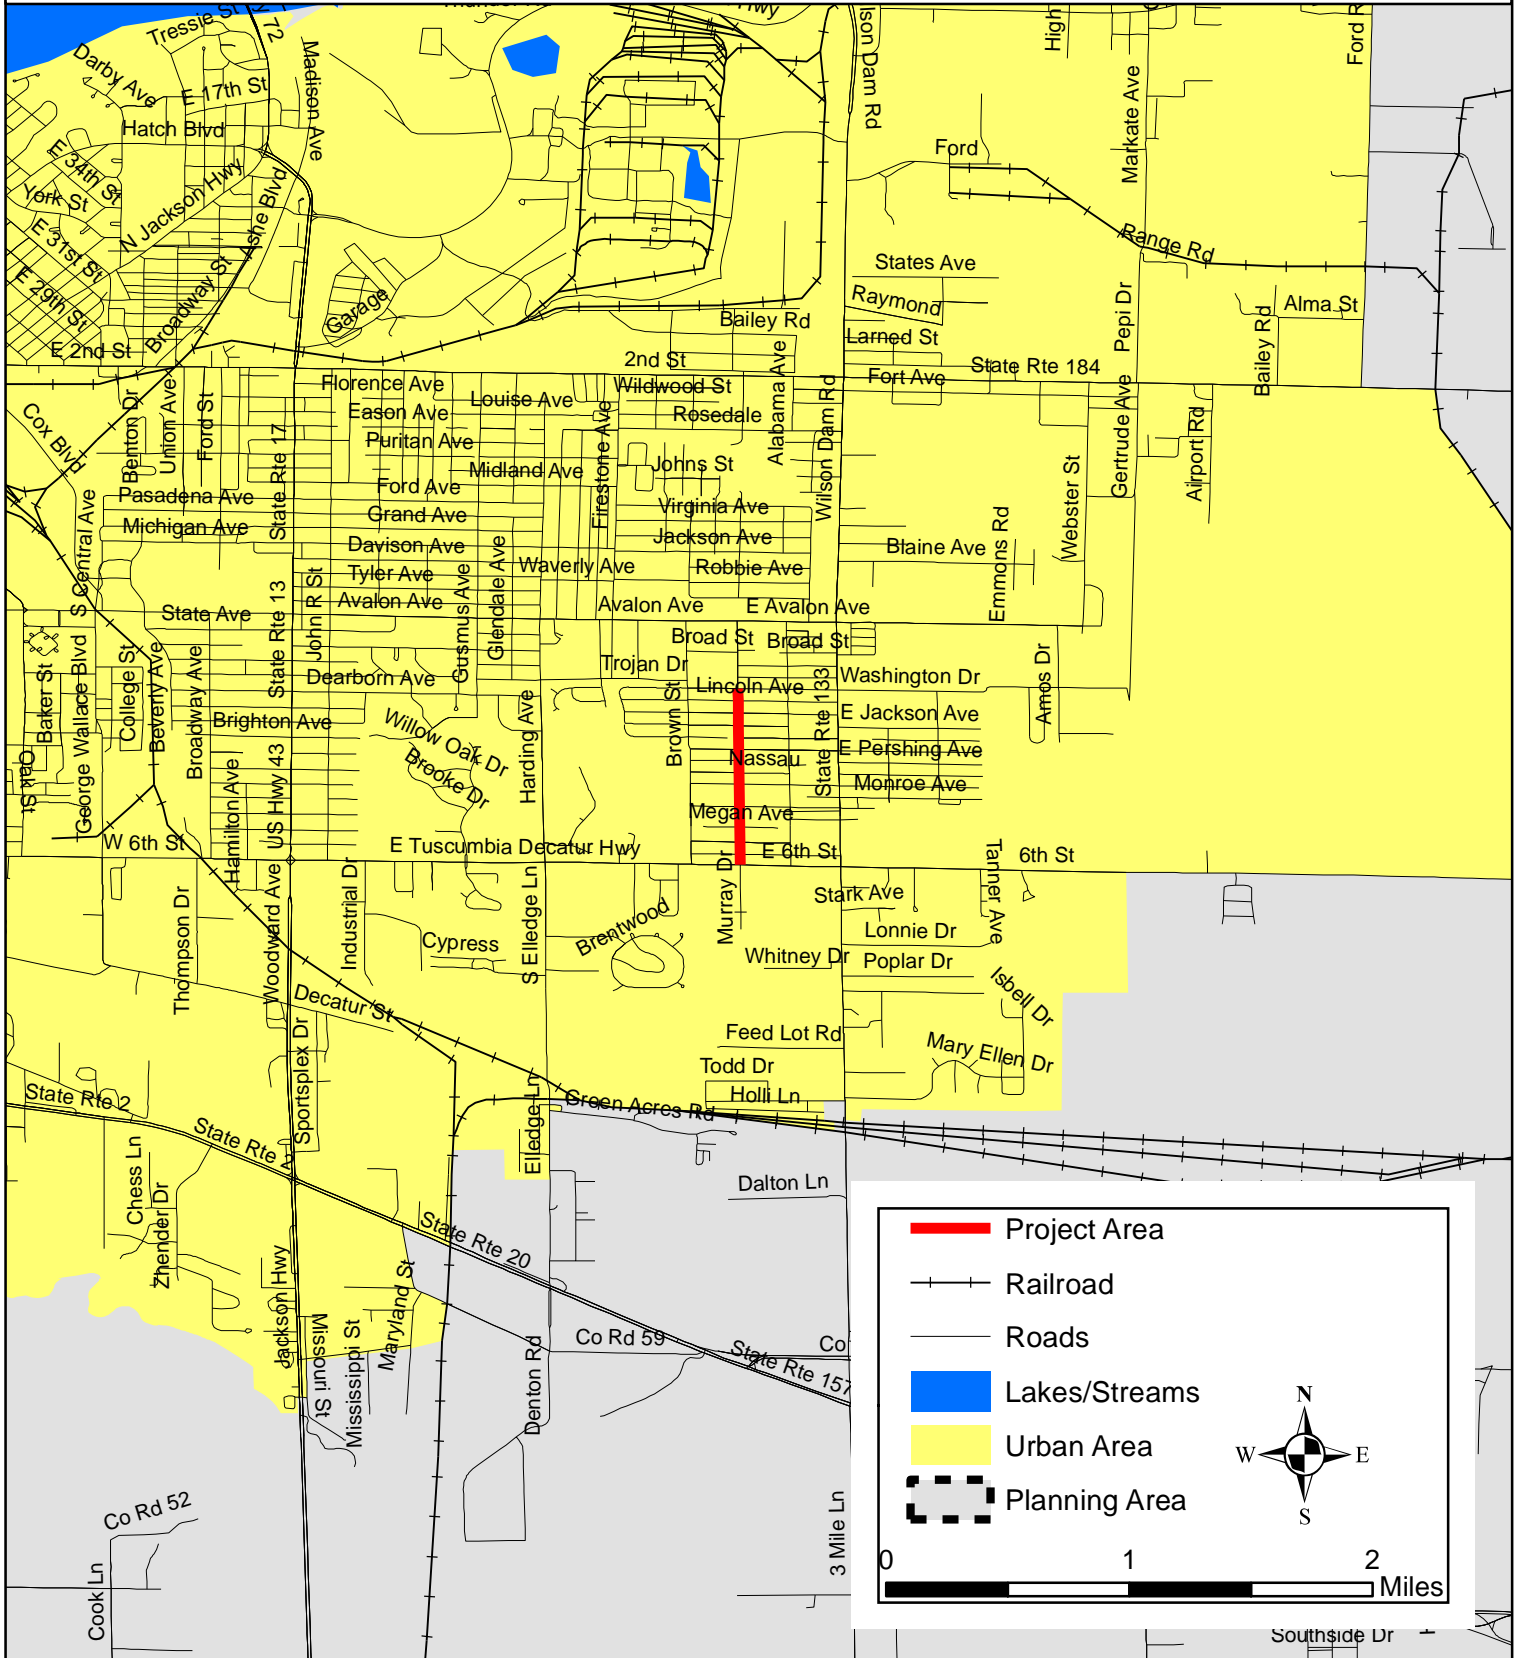 Tressie St
y 72
Hwy
lson Dam Rd
High
Ford R
Darby Ave
Madison Ave
E 17th St
Hatch Blvd
Markate Ave
Ford
E 34th St
York St
N Jackson Hwy
Ashe Blvd
E 31st St
Range Rd
E 29th St
Broadway St
Garage
States Ave
Raymond
Pepi Dr
Alma St
Bailey Rd
Bailey Rd
Larned St
E 2nd St
2nd St
State Rte 184
Fort Ave
Florence Ave
Wildwood St
Alabama Ave
Wilson Dam Rd
Louise Ave
Eason Ave
Rosedale
Cox Blvd
Benton Dr
Union Ave
Ford St
State Rte 17
Puritan Ave
Firestone Ave
Gertrude Ave
Airport Rd
Midland Ave
Johns St
Ford Ave
Webster St
Pasadena Ave
Grand Ave
Virginia Ave
Michigan Ave
Jackson Ave
Davison Ave
Blaine Ave
Emmons Rd
S Central Ave
Tyler Ave
Waverly Ave
Robbie Ave
Gusmus Ave
Glendale Ave
John R St
State Rte 13
State Ave
Avalon Ave
Avalon Ave
E Avalon Ave
Broad St
Broad St
Baker St
George Wallace Blvd
College St
Beverly Ave
Broadway Ave
Dearborn Ave
Trojan Dr
Washington Dr
Lincoln Ave
Amos Dr
Brighton Ave
Willow Oak Dr
Harding Ave
Brown St
State Rte 133
E Jackson Ave
E Pershing Ave
Nassau
Brooke Dr
Oak St
Monroe Ave
Hamilton Ave
US Hwy 43
Megan Ave
W 6th St
E Tuscumbia Decatur Hwy
E 6th St
6th St
Thompson Dr
Woodward Ave
Industrial Dr
S Elledge Ln
Murray Dr
Stark Ave
Tanner Ave
Brentwood
Cypress
Lonnie Dr
Whitney Dr
Poplar Dr
Isbell Dr
Decatur St
Feed Lot Rd
Mary Ellen Dr
Sportsplex Dr
Todd Dr
Holli Ln
State Rte 2
Green Acres Rd
Elledge Ln
State Rte 2
Chess Ln
Zhender Dr
Dalton Ln
State Rte 20
Jackson Hwy
Missouri St
Mississippi St
Maryland St
Denton Rd
Co Rd 59
Co
State Rte 157
Co Rd 52
Cook Ln
3 Mile Ln
Southside Dr
Project Area
Railroad
Roads
Lakes/Streams
Urban Area
Planning Area
N
W
E
S
0
1
2
Miles